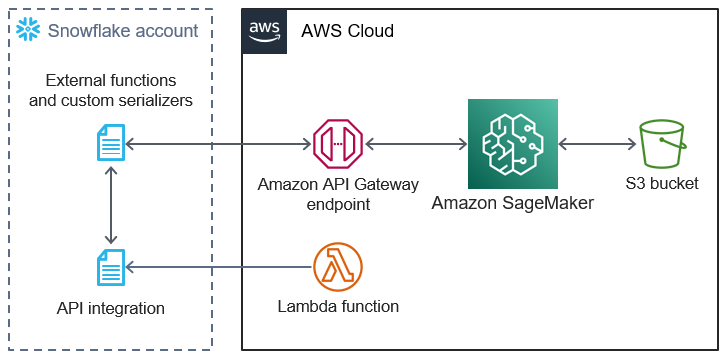 Snowflake account
aws
AWS Cloud
External functions
and custom serializers
Amazon API Gateway
endpoint
Amazon SageMaker
S3 bucket
API integration
Lambda function